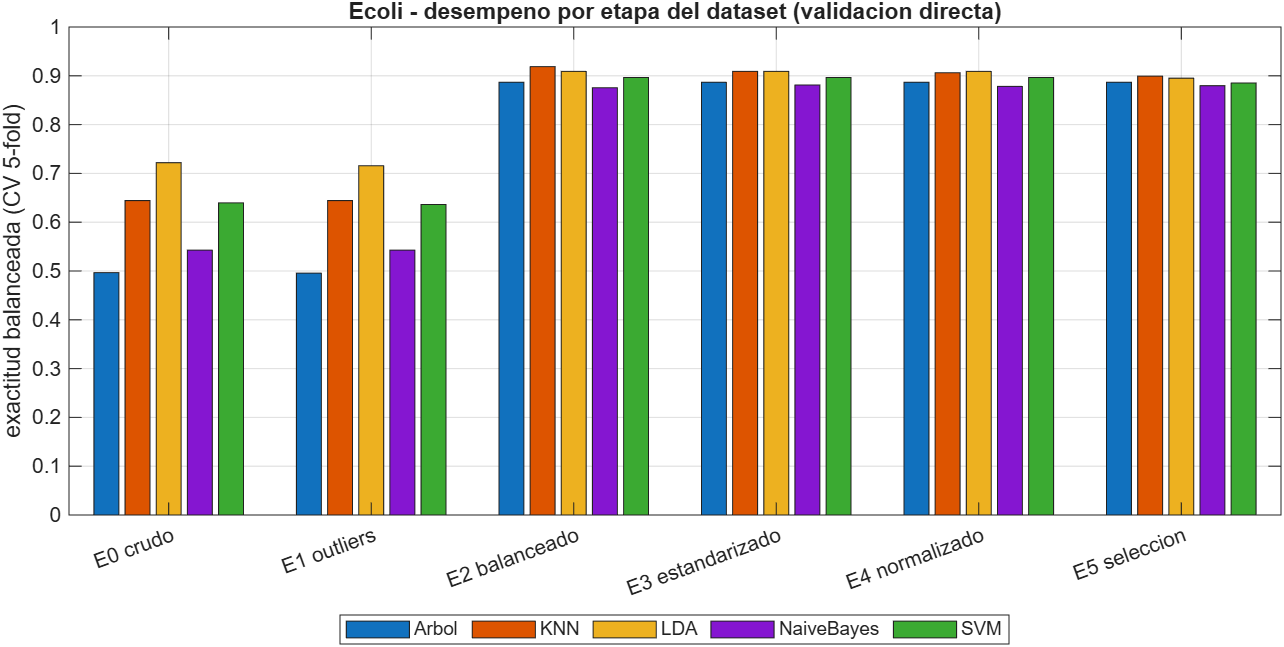 Ecoli - desempeno por etapa del dataset (validacion directa)
exactitud balanceada (CV 5-fold)
1
0.9
0.8
0.7
0.6
0.5
0.4
0.3
0.2
0.1
0
E0 crudo
E1 outliers
E2 balanceado
E3 estandarizado
E4 normalizado
E5 seleccion
Arbol KNN LDA NaiveBayes SVM